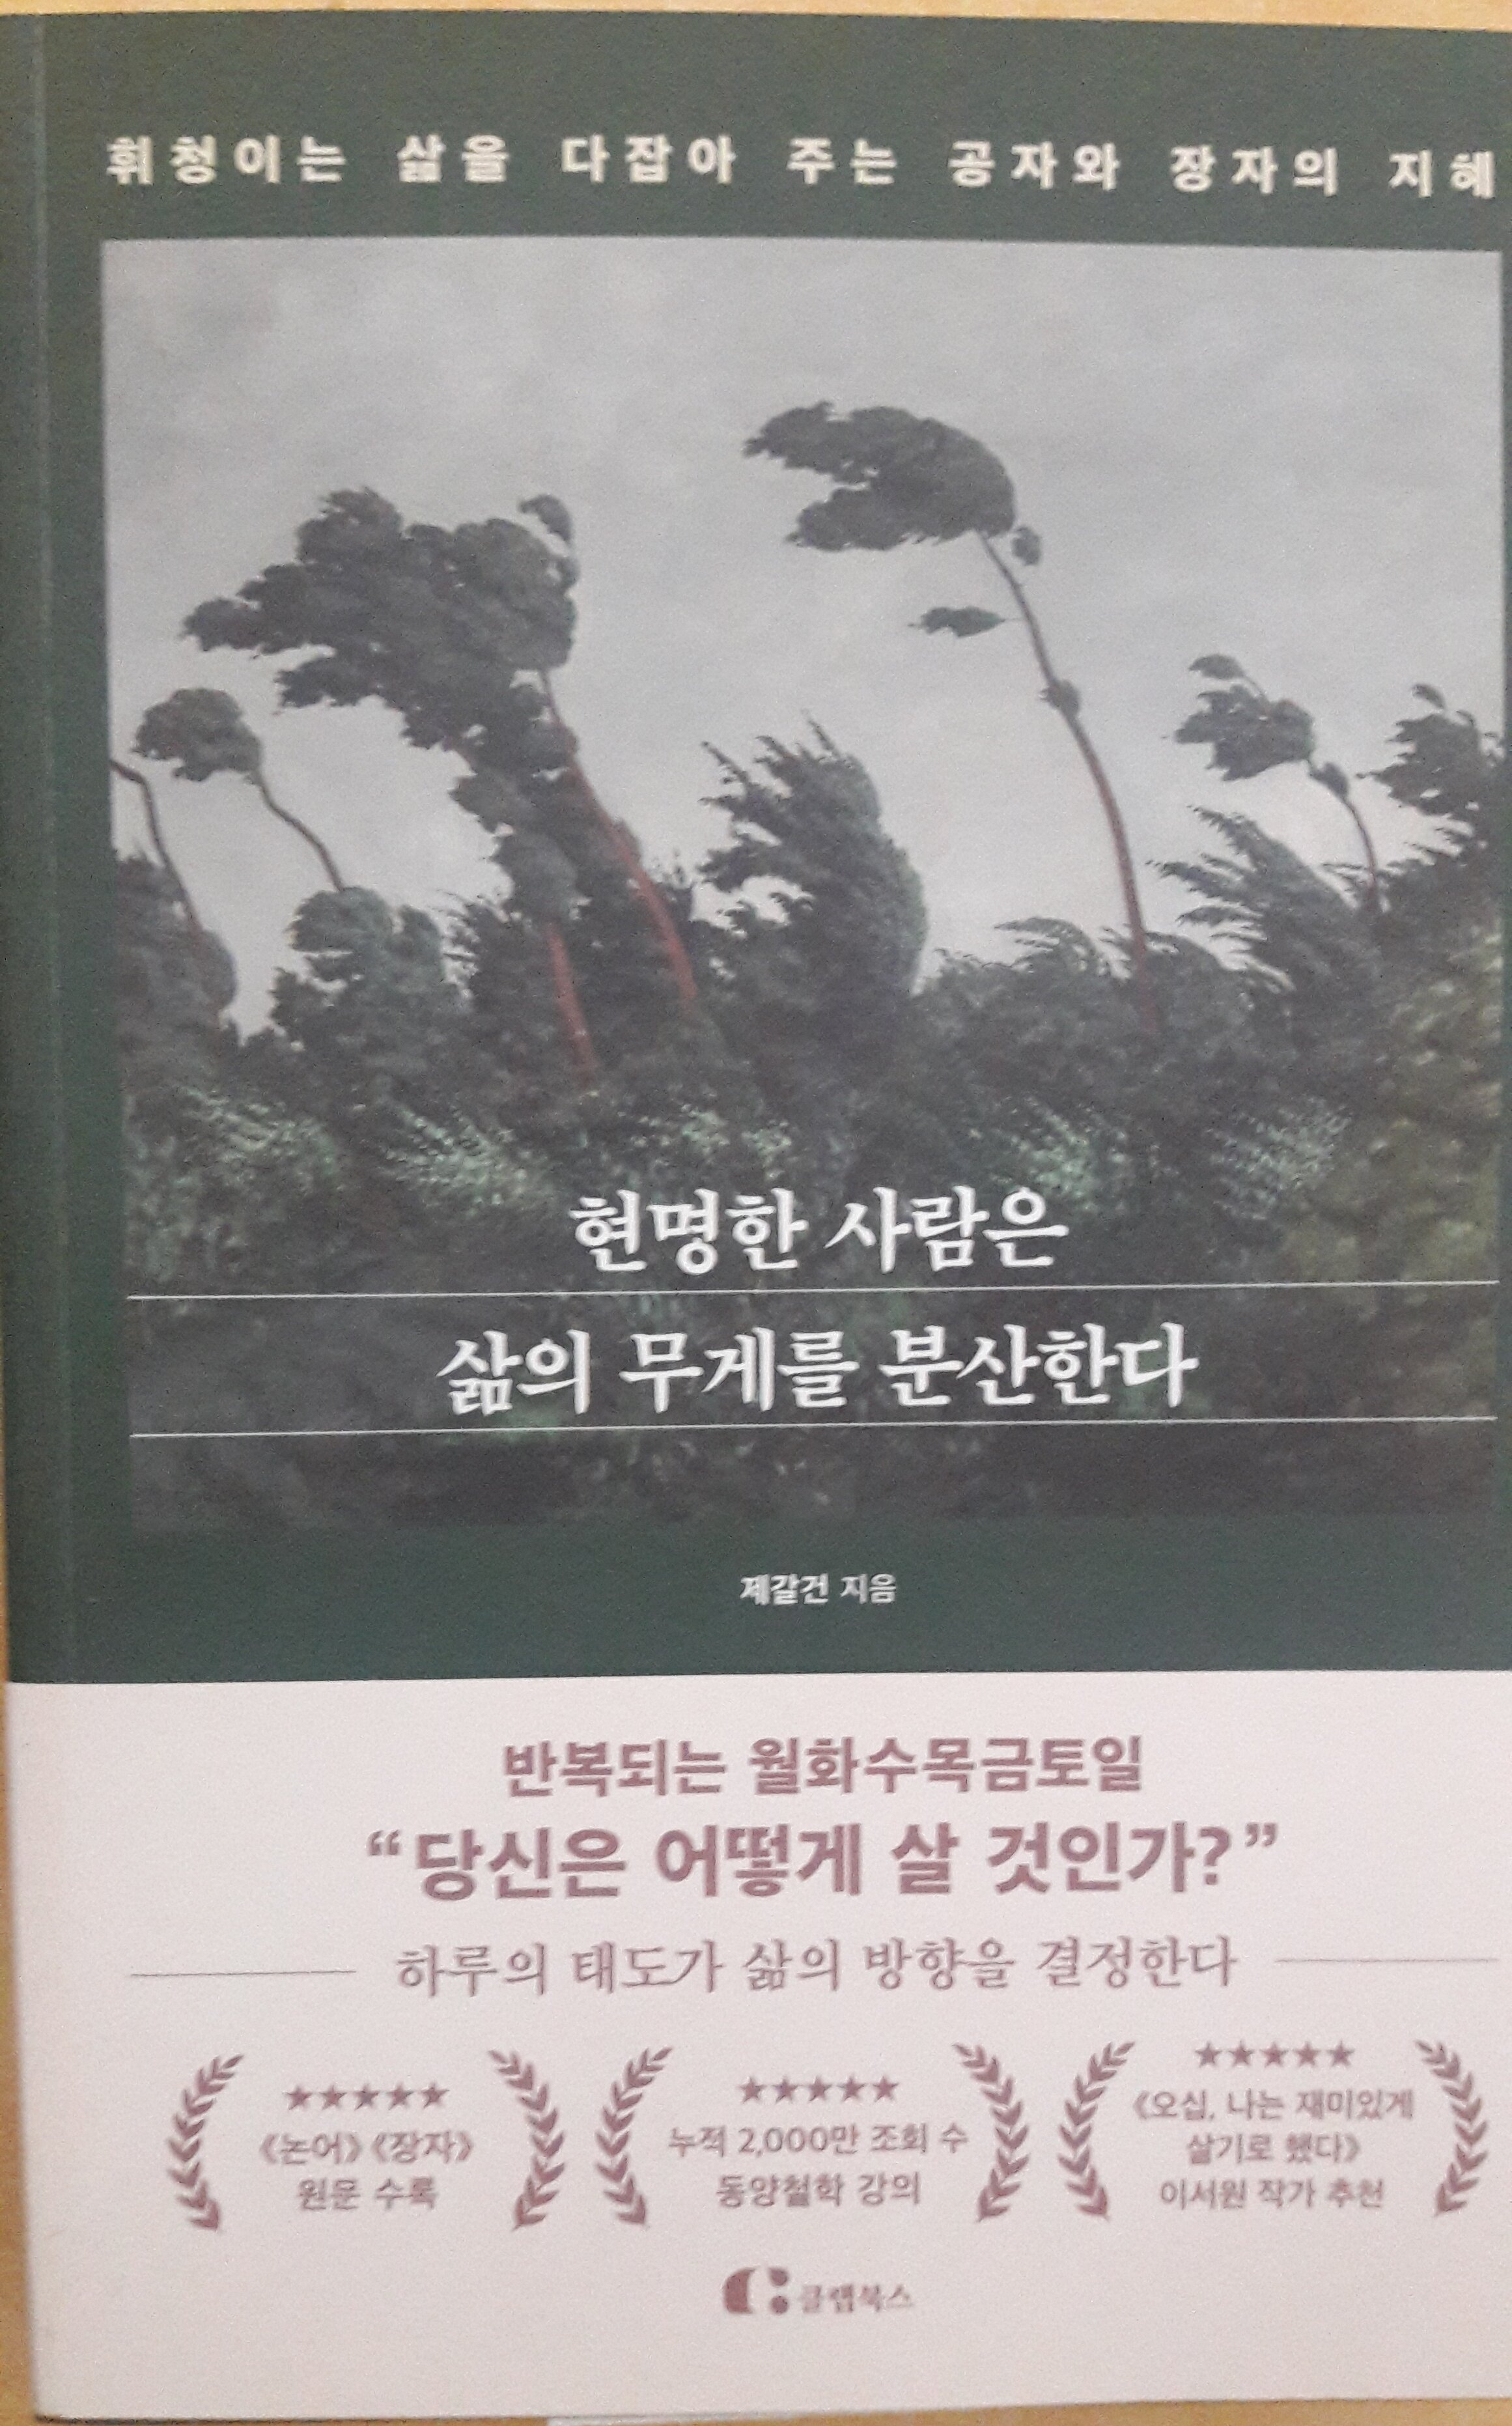 휘청이는 삶을 다잡아 주는 공자와 장자의 지혜
현명한 사람은
삶의 무게를 분산한다
제갈건 지음
반복되는 월화수목금토일
“당신은 어떻게 살 것인가?”
하루의 태도가 삶의 방향을 결정한다
★★★★★
《논어》《장자》
원문 수록
★★★★★
누적 2,000만 조회 수
동양철학 강의
★★★★★
《오십, 나는 재미있게
살기로 했다》
이서원 작가 추천
클랩북스